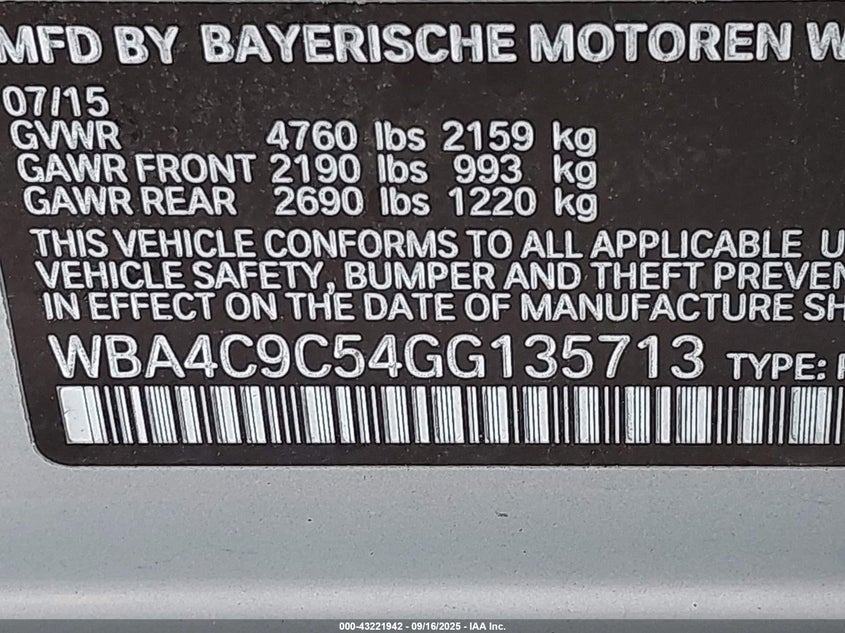 MFD BY BAYERISCHE MOTOREN W
07/15
GVWR 4760 lbs 2159 kg
GAWR FRONT 2190 lbs 993 kg
GAWR REAR 2690 lbs 1220 kg
THIS VEHICLE CONFORMS TO ALL APPLICABLE U
VEHICLE SAFETY, BUMPER AND THEFT PREVEN
IN EFFECT ON THE DATE OF MANUFACTURE SH
WBA4C9C54GG135713 TYPE:
000-43221942 - 09/16/2025 - IAA Inc.